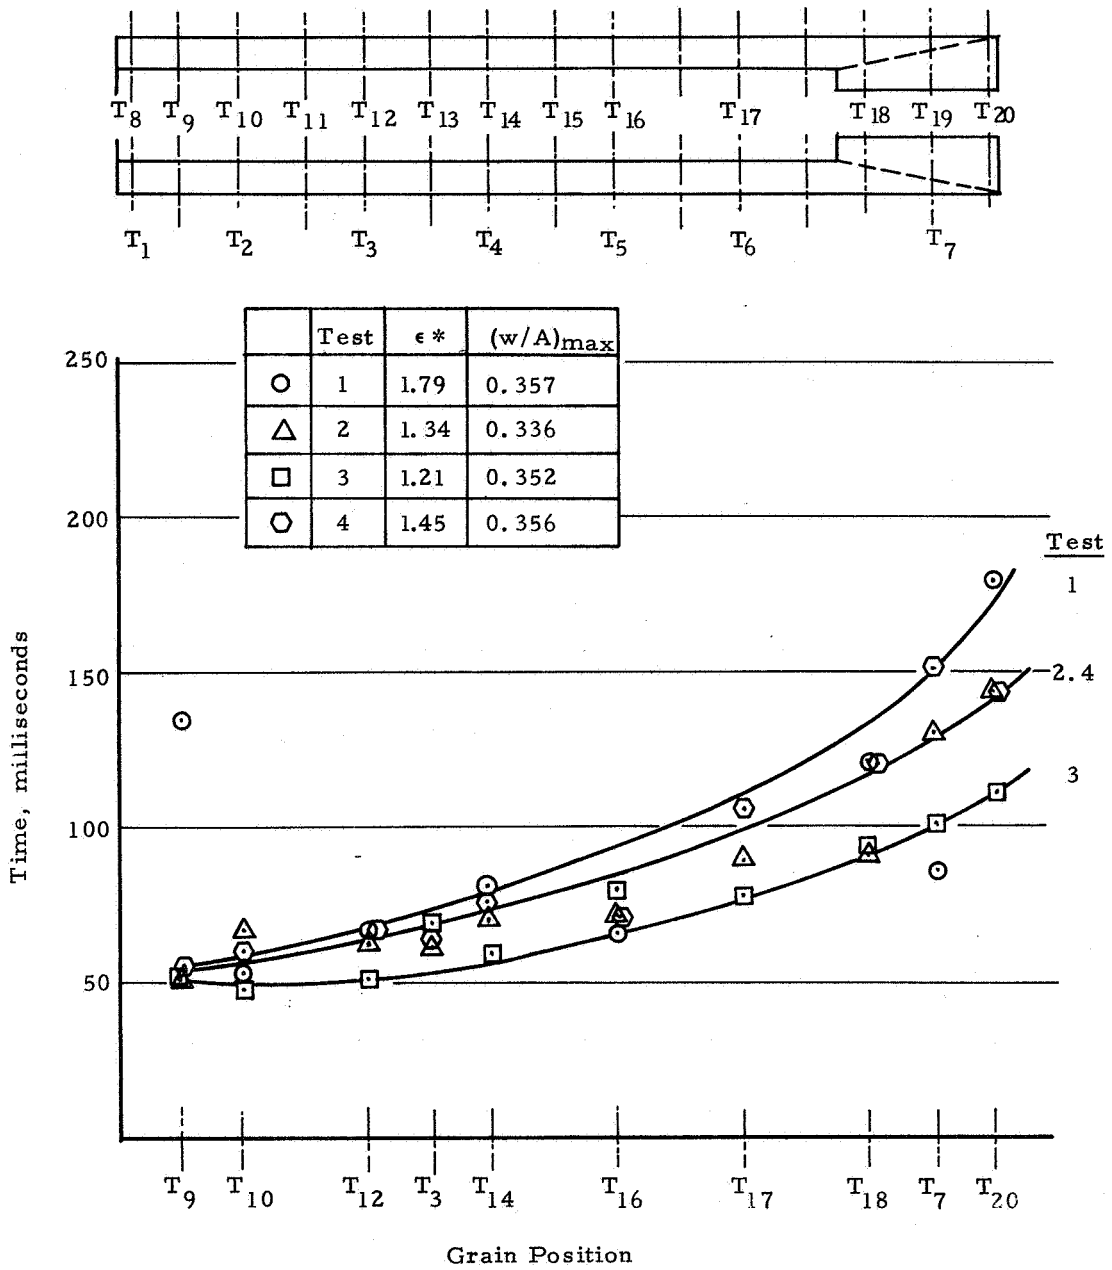 T8 T9 T10 T11 T12 T13 T14 T15 T16 T17 T18 T19 T20
T1 T2 T3 T4 T5 T6 T7
Test ϵ* (w/A)max
1 1.79 0.357
2 1.34 0.336
3 1.21 0.352
4 1.45 0.356
250
200
150
100
50
Time, milliseconds
Test
1
2.4
3
T9 T10 T12 T3 T14 T16 T17 T18 T7 T20
Grain Position